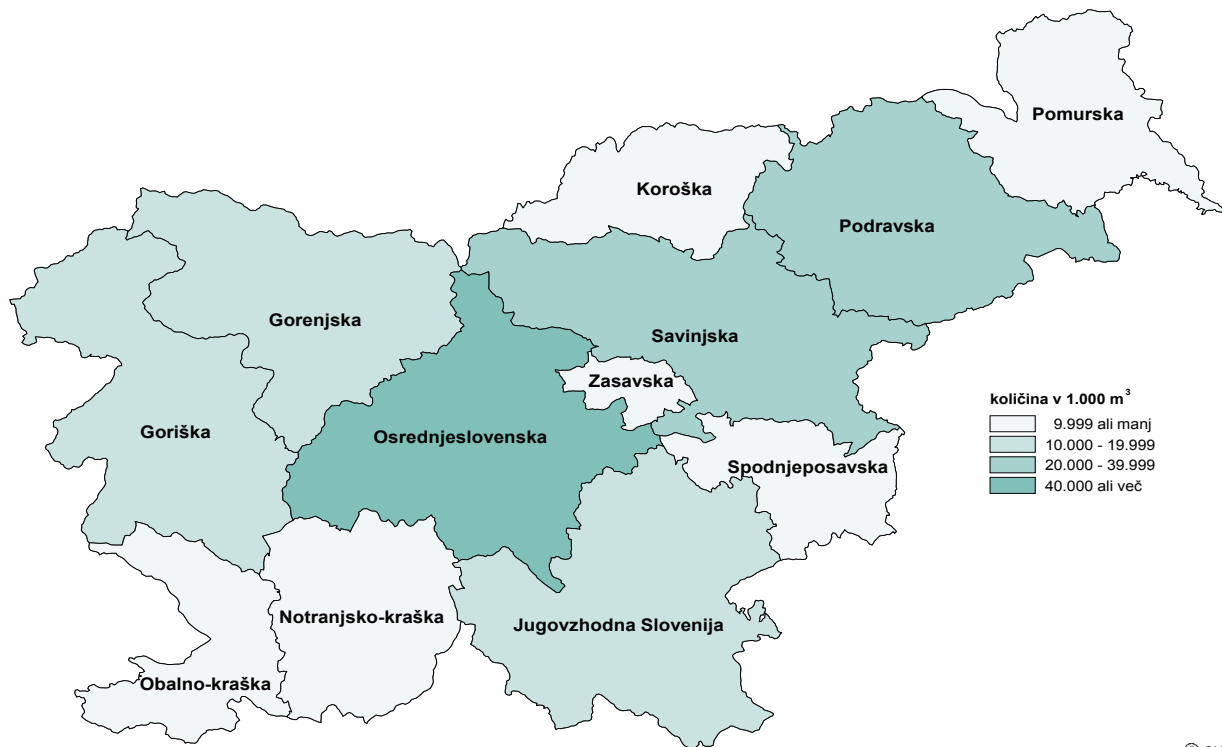 Pomurska
Koroška
Podravska
Gorenjska
Savinjska
Zasavska
Goriška
Osrednjeslovenska
Spodnjeposavska
Notranjsko-kraška
Jugovzhodna Slovenija
Obalno-kraška
količina v 1.000 m³
9.999 ali manj
10.000 - 19.999
20.000 - 39.999
40.000 ali več